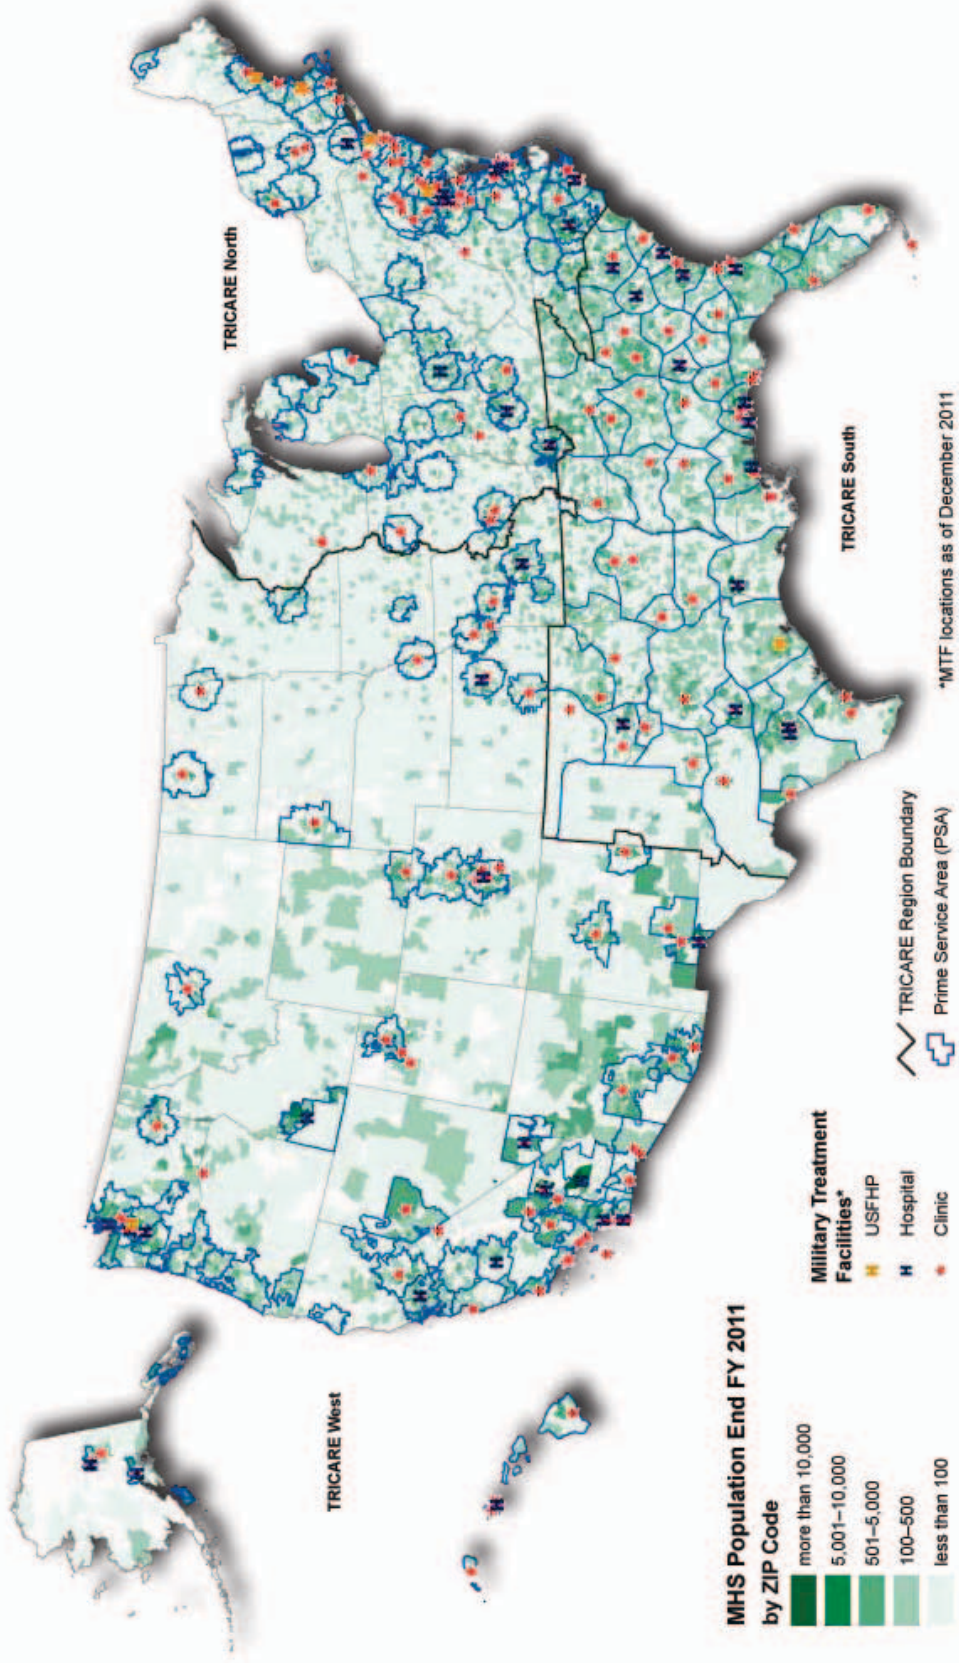 TRICARE North
TRICARE West
TRICARE South
MHS Population End FY 2011
by ZIP Code
more than 10,000
5,001–10,000
501–5,000
100–500
less than 100
Military Treatment
Facilities*
H USFHP
H Hospital
* Clinic
TRICARE Region Boundary
Prime Service Area (PSA)
*MTF locations as of December 2011